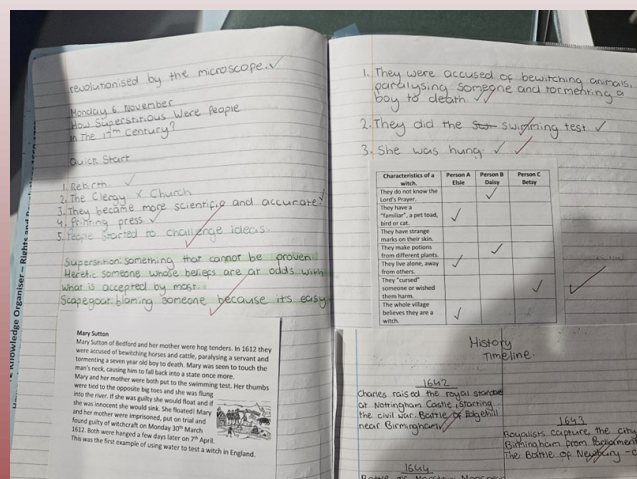 revolutionised by the microscope.
Monday 6 November
How Superstitious Were People
in The 17th Century?
Quick Start
1. Rebirth.
2. The Clergy Church
3. They became more scientific and accurate
4. Printing press
5. People started to challenge ideas.
Superstition: something that cannot be proven.
Heretic: someone whose beliefs are at odds with
what is accepted by most.
Scapegoat: blaming someone because its easy
Knowledge Organiser – Rights and
Mary Sutton
Mary Sutton of Bedford and her mother were hog tenders. In 1612 they
were accused of bewitching horses and cattle, paralysing a servant and
tormenting a seven year old boy to death. Mary was seen to touch the
man's neck, causing him to fall back into a state once more.
Mary and her mother were both put to the swimming test. Her thumbs
were tied to the opposite big toes and she was flung
into the river. If she was guilty she would float and if
she was innocent she would sink. She floated! Mary
and her mother were imprisoned, put on trial and
found guilty of witchcraft on Monday 30th March
1612. Both were hanged a few days later on 7th April.
This was the first example of using water to test a witch in England.
1. They were accused of bewitching animals,
paralysing someone and tormenting a
boy to death.
2. They did the swimming test.
3. She was hung
Characteristics of a witch. Person A Elsie Person B Daisy Person C Betsy
They do not know the
Lord's Prayer.
They have a
"familiar", a pet toad,
bird or cat.
They have strange
marks on their skin.
They make potions
from different plants.
They live alone, away
from others.
They "cursed"
someone or wished
them harm.
The whole village
believes they are a
witch.
History
Timeline
1642
Charles raised the royal standard
at Nottingham Castle, starting
the civil war. Battle of Edgehill
near Birmingham
1643
Royalists capture the city
Birmingham from Parliament
The Battle of Newbury
1644